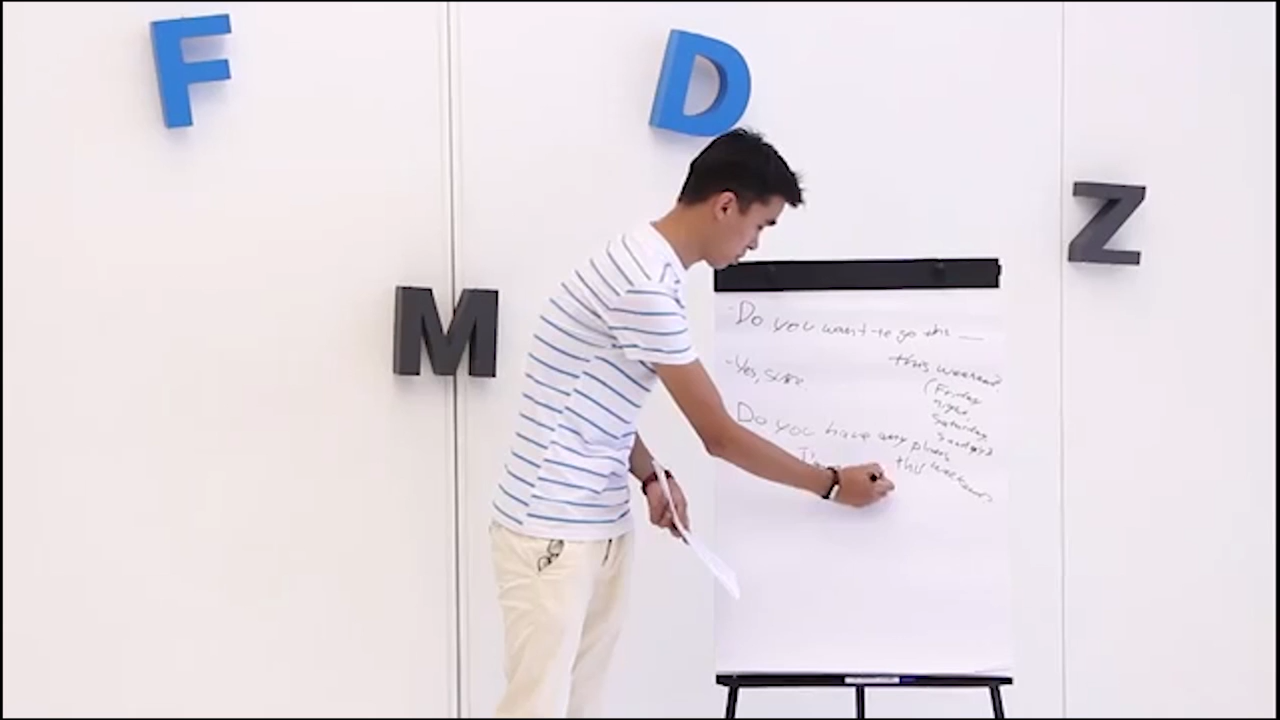 F
D
Z
M
-Do you want to go this __
this weekend?
-Yes, sure.
(Friday
night
Saturday
Sunday)?
Do you have any plans
this weekend?
I'm